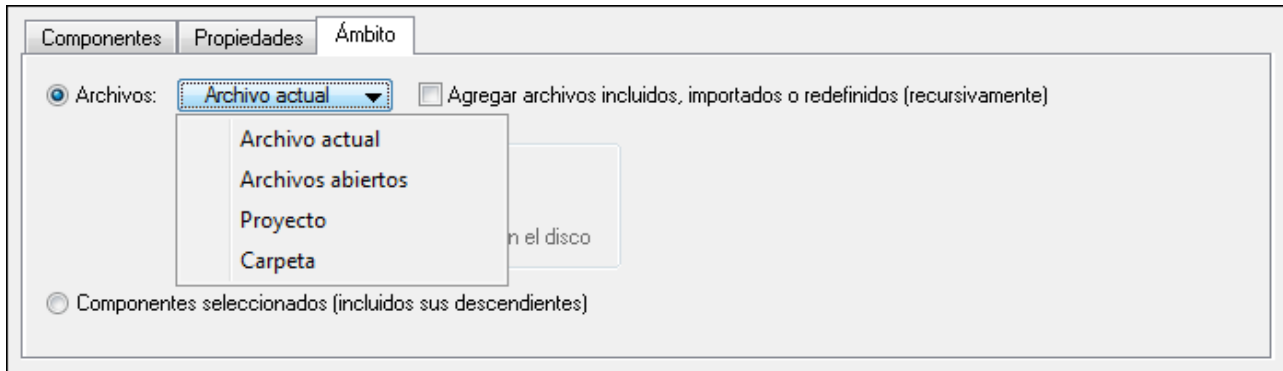 Componentes Propiedades Ámbito
Archivos: Archivo actual Agregar archivos incluidos, importados o redefinidos (recursivamente)
Archivo actual
Archivos abiertos
Proyecto
n el disco
Carpeta
Componentes seleccionados (incluidos sus descendientes)